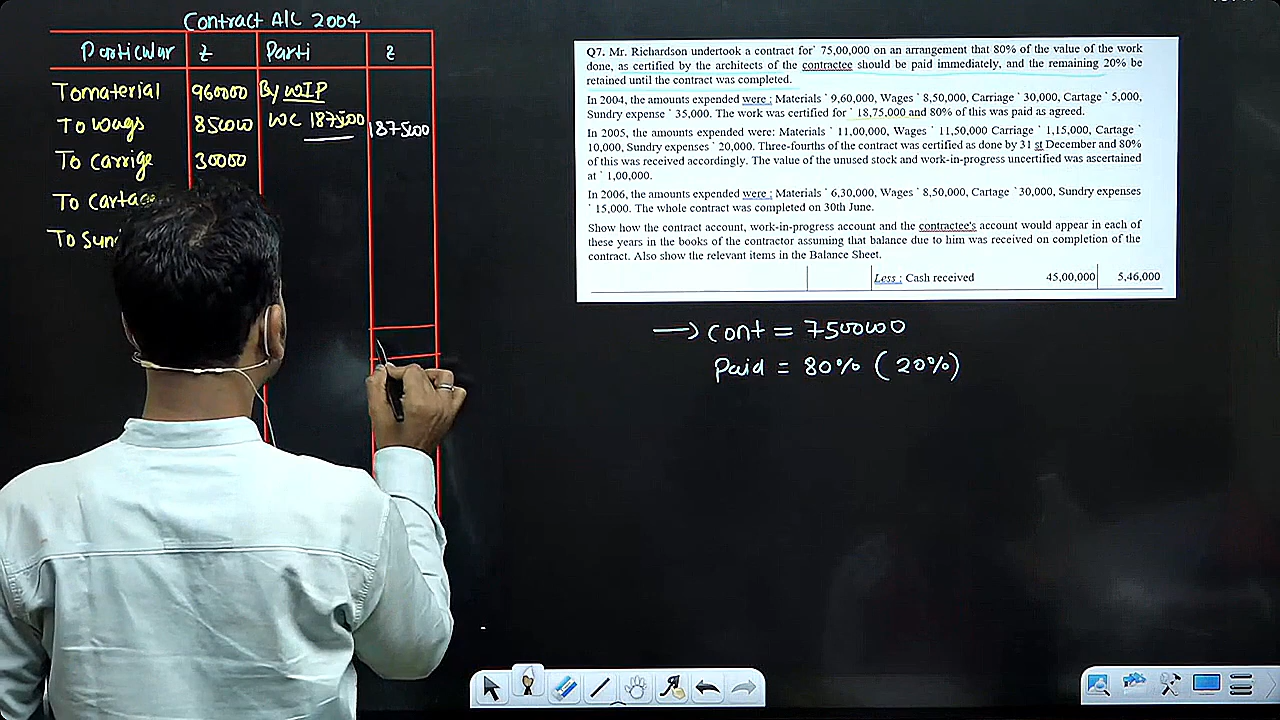 Contract A/C 2004
Particular ₹ Parti ₹
To material 960000 By WIP
To wags 850000 WC 1875000 1875000
To carrige 30000
To cartag
To Sund
Q7. Mr. Richardson undertook a contract for` 75,00,000 on an arrangement that 80% of the value of the work
done, as certified by the architects of the contractee should be paid immediately, and the remaining 20% be
retained until the contract was completed.
In 2004, the amounts expended were : Materials ` 9,60,000, Wages ` 8,50,000, Carriage ` 30,000, Cartage ` 5,000,
Sundry expense ` 35,000. The work was certified for ` 18,75,000 and 80% of this was paid as agreed.
In 2005, the amounts expended were: Materials ` 11,00,000, Wages ` 11,50,000 Carriage ` 1,15,000, Cartage `
10,000, Sundry expenses ` 20,000. Three-fourths of the contract was certified as done by 31 st December and 80%
of this was received accordingly. The value of the unused stock and work-in-progress uncertified was ascertained
at ` 1,00,000.
In 2006, the amounts expended were : Materials ` 6,30,000, Wages ` 8,50,000, Cartage ` 30,000, Sundry expenses
` 15,000. The whole contract was completed on 30th June.
Show how the contract account, work-in-progress account and the contractee's account would appear in each of
these years in the books of the contractor assuming that balance due to him was received on completion of the
contract. Also show the relevant items in the Balance Sheet.
Less : Cash received 45,00,000 5,46,000
→ Cont = 7500000
Paid = 80% (20%)